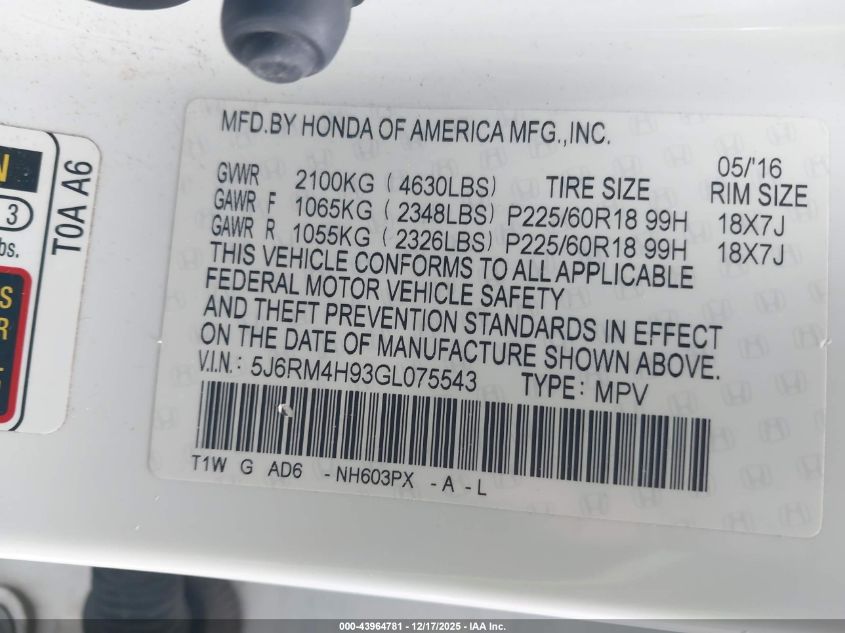 MFD.BY HONDA OF AMERICA MFG.,INC.
05/'16
GVWR 2100KG (4630LBS) TIRE SIZE RIM SIZE
GAWR F 1065KG (2348LBS) P225/60R18 99H 18X7J
GAWR R 1055KG (2326LBS) P225/60R18 99H 18X7J
THIS VEHICLE CONFORMS TO ALL APPLICABLE
FEDERAL MOTOR VEHICLE SAFETY
AND THEFT PREVENTION STANDARDS IN EFFECT
ON THE DATE OF MANUFACTURE SHOWN ABOVE.
V.I.N.: 5J6RM4H93GL075543 TYPE: MPV
T1W G AD6 -NH603PX -A -L
T0A A6
N
3
bs.
S
R
000-43964781 - 12/17/2025 - IAA Inc.